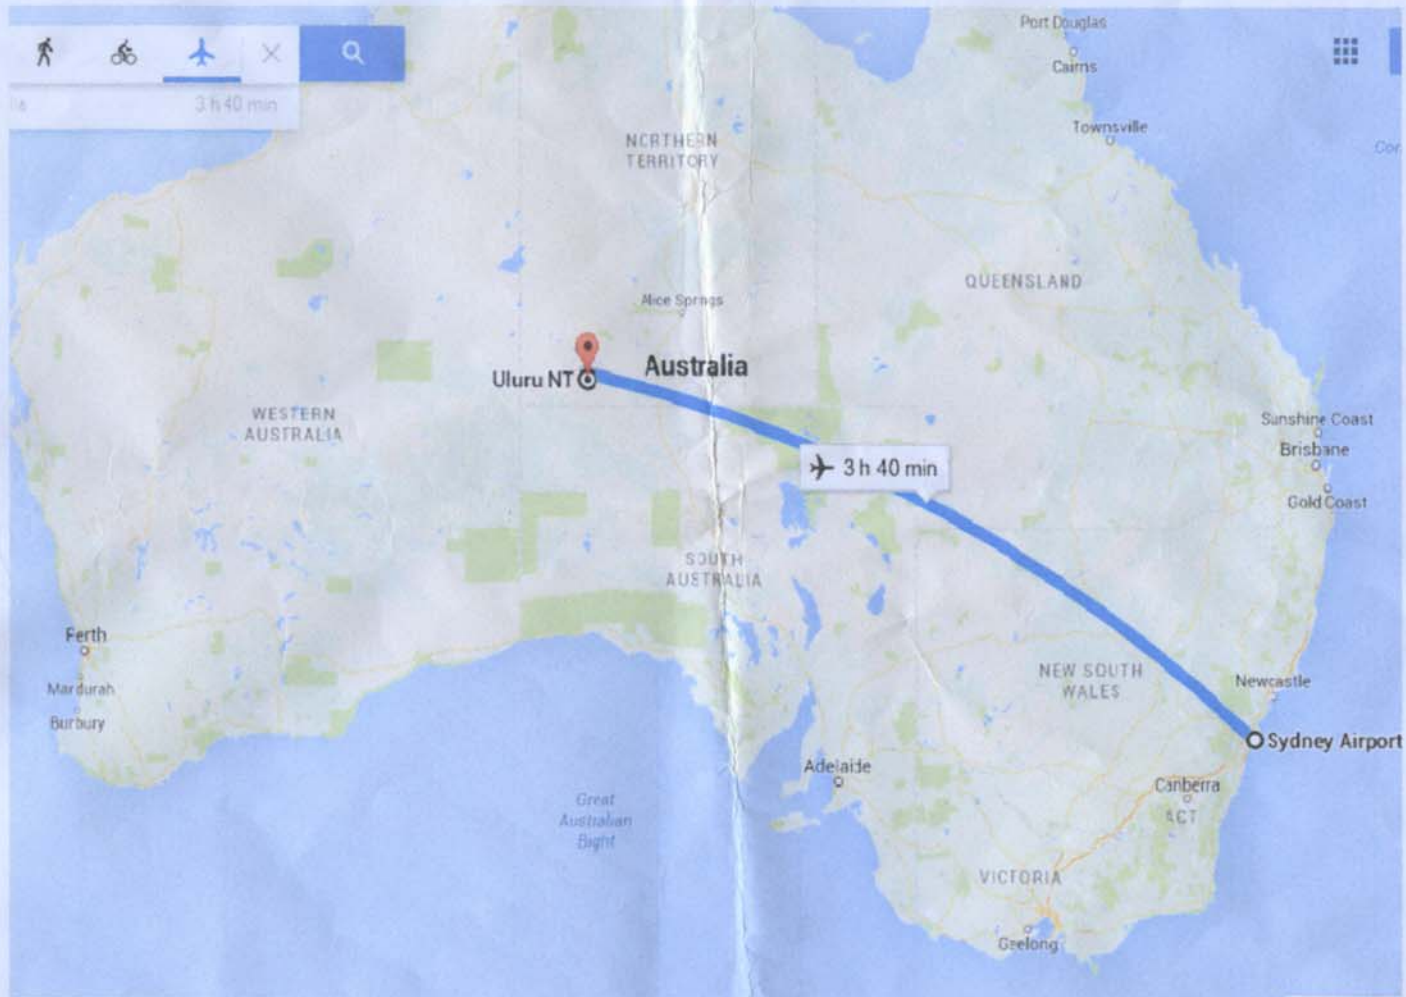 3 h 40 min
Port Douglas
Cairns
Townsville
Cor
NORTHERN
TERRITORY
QUEENSLAND
Alice Springs
Australia
Uluru NT
WESTERN
AUSTRALIA
Sunshine Coast
Brisbane
Gold Coast
3 h 40 min
SOUTH
AUSTRALIA
Perth
Mandurah
Bunbury
NEW SOUTH
WALES
Newcastle
Sydney Airport
Adelaide
Canberra
ACT
Great
Australian
Bight
VICTORIA
Geelong